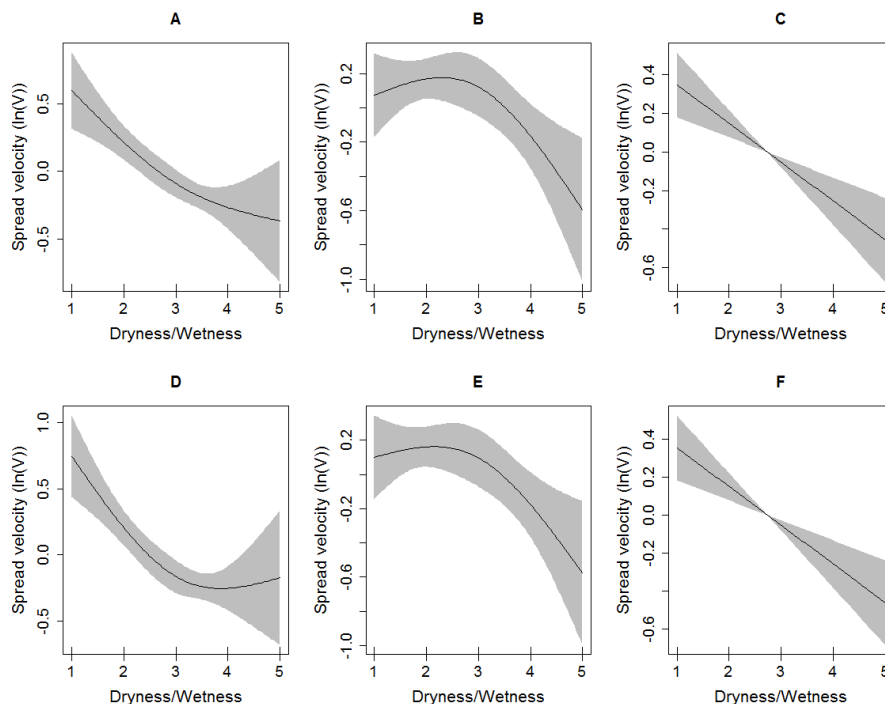 A B C
Spread velocity (ln(V))
0.5
0.0
-0.5
1 2 3 4 5
Dryness/Wetness
Spread velocity (ln(V))
0.2
-0.2
-0.6
-1.0
1 2 3 4 5
Dryness/Wetness
Spread velocity (ln(V))
0.4
0.2
0.0
-0.2
-0.6
1 2 3 4 5
Dryness/Wetness
D E F
Spread velocity (ln(V))
1.0
0.5
0.0
-0.5
1 2 3 4 5
Dryness/Wetness
Spread velocity (ln(V))
0.2
-0.2
-0.6
-1.0
1 2 3 4 5
Dryness/Wetness
Spread velocity (ln(V))
0.4
0.2
0.0
-0.2
-0.6
1 2 3 4 5
Dryness/Wetness